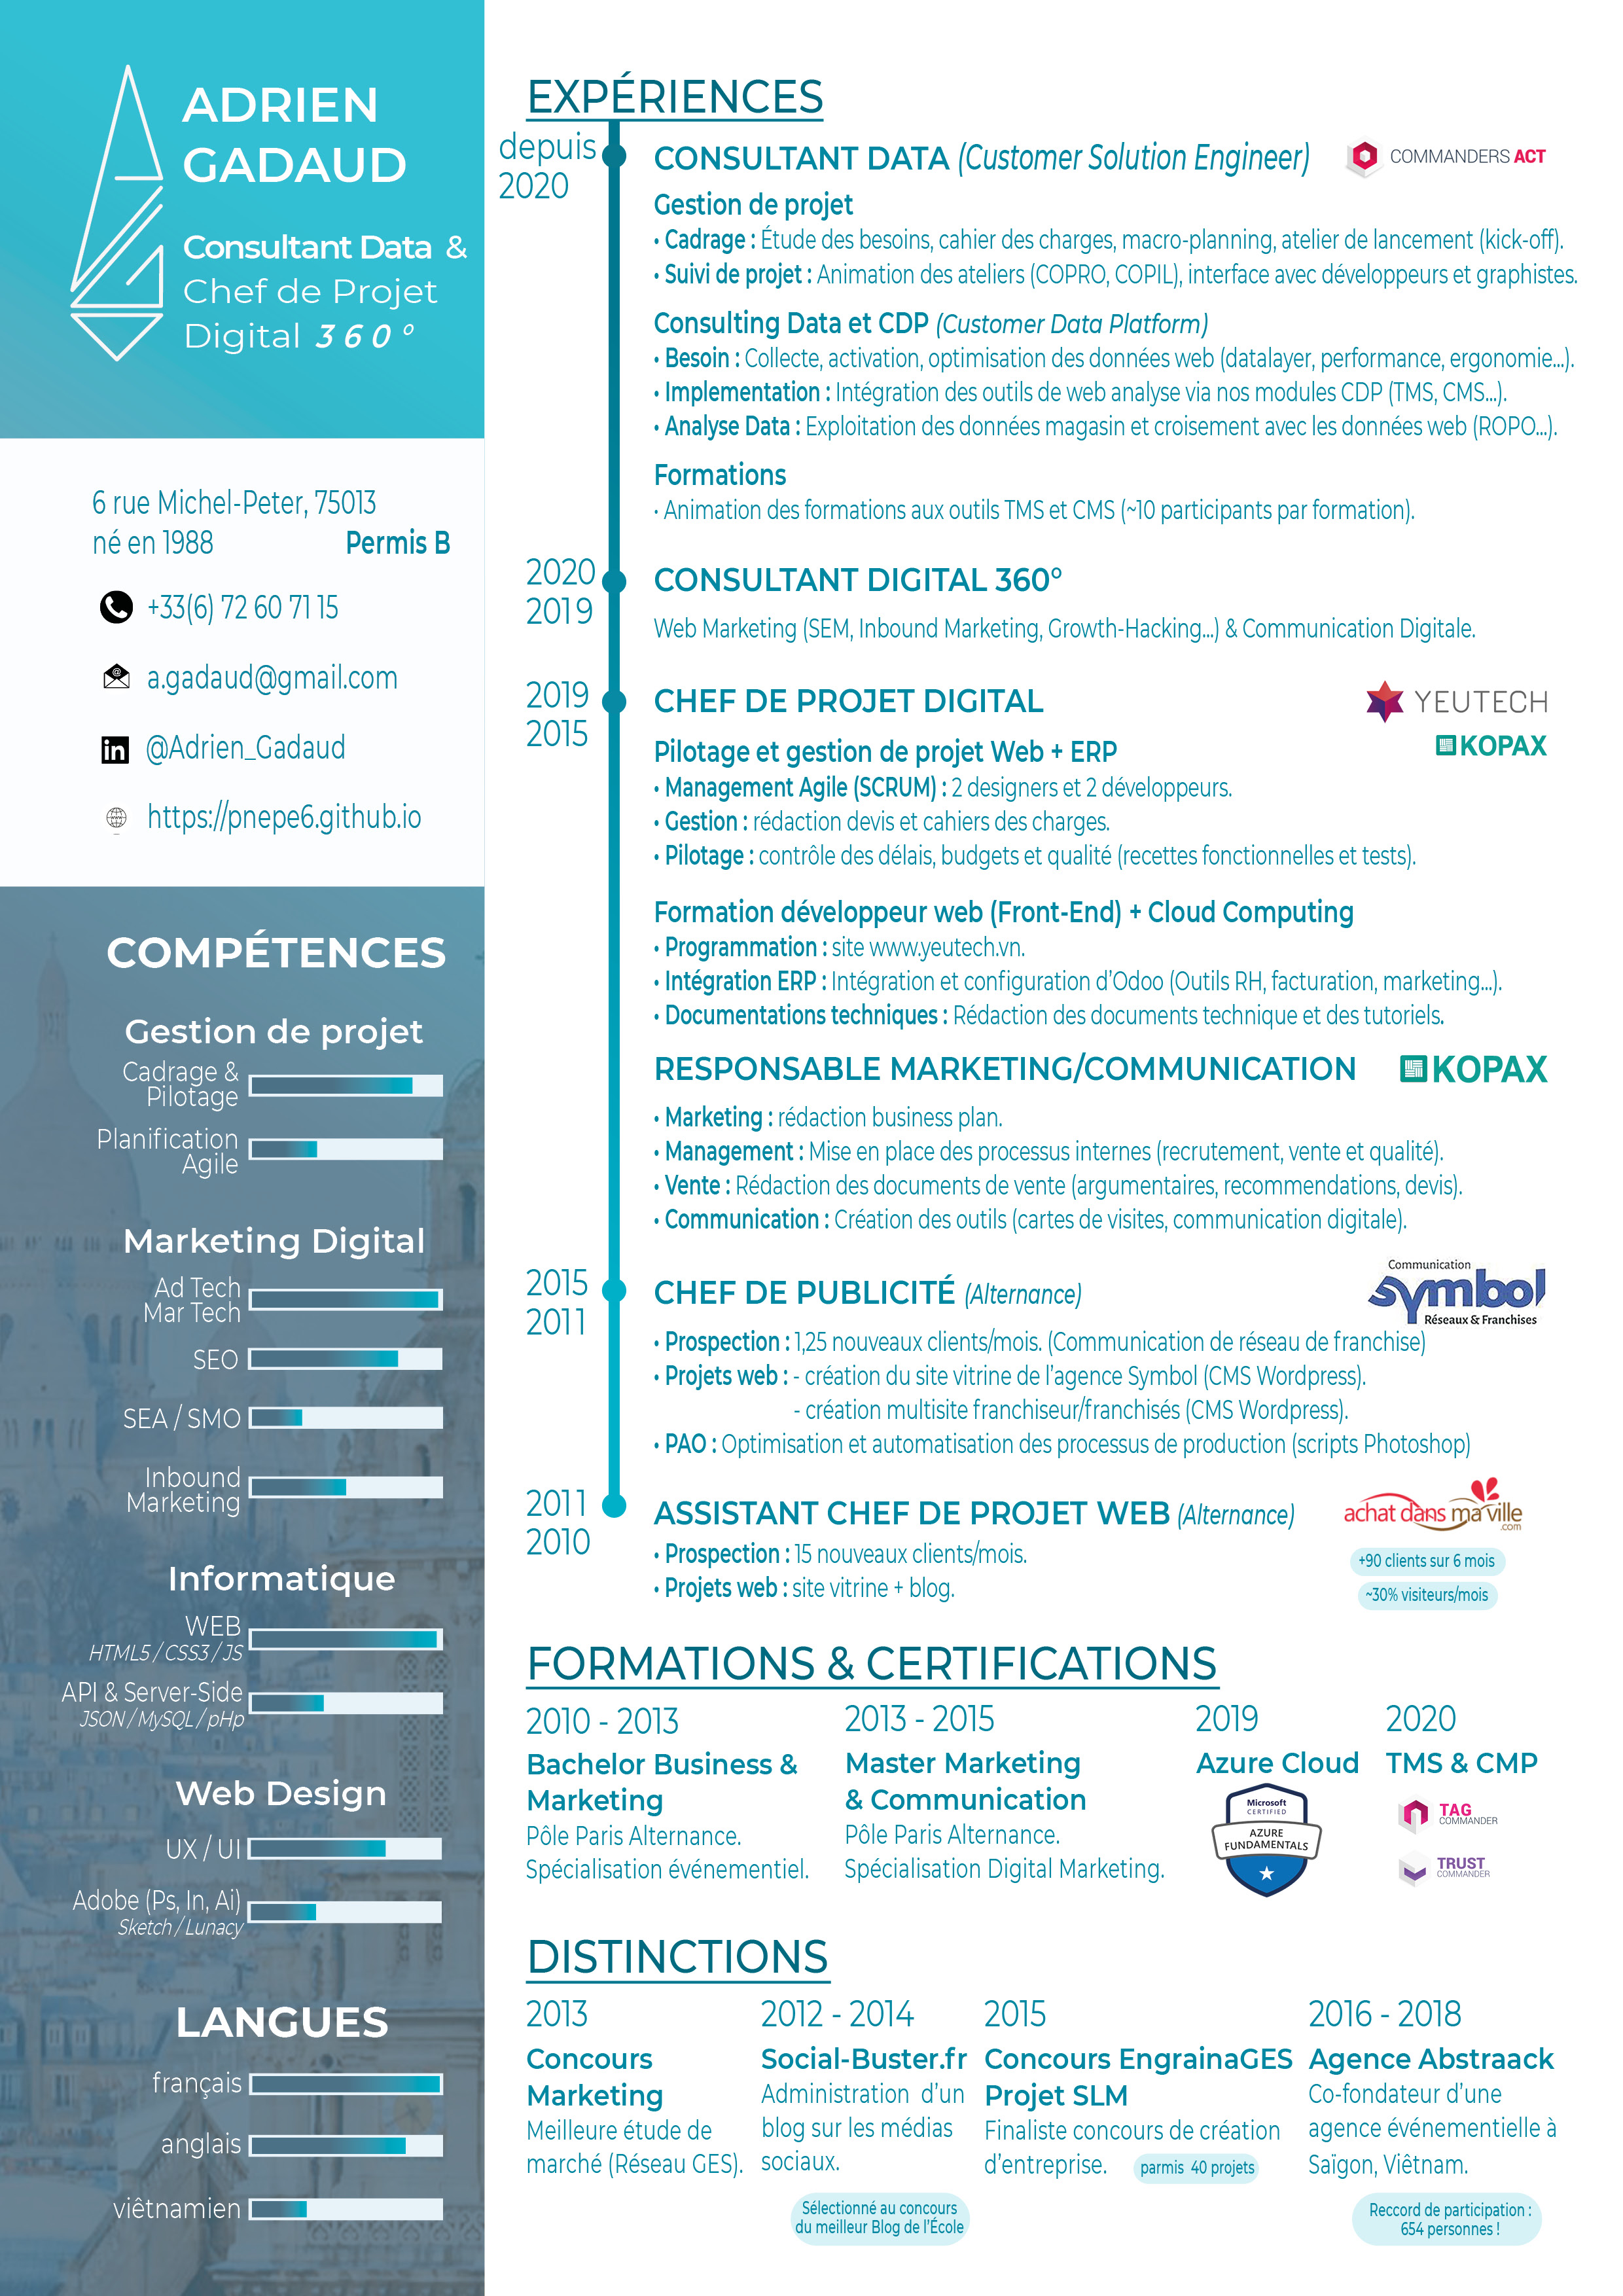 ADRIEN
GADAUD
Consultant Data &
Chef de Projet
Digital 360°
6 rue Michel-Peter, 75013
né en 1988 Permis B
+33(6) 72 60 71 15
a.gadaud@gmail.com
in @Adrien_Gadaud
https://pnepe6.github.io
COMPÉTENCES
Gestion de projet
Cadrage &
Pilotage
Planification
Agile
Marketing Digital
Ad Tech
Mar Tech
SEO
SEA / SMO
Inbound
Marketing
Informatique
WEB
HTML5 / CSS3 / JS
API & Server-Side
JSON / MySQL / pHp
Web Design
UX / UI
Adobe (Ps, In, Ai)
Sketch / Lunacy
LANGUES
français
anglais
viêtnamien
EXPÉRIENCES
depuis
2020
CONSULTANT DATA (Customer Solution Engineer) COMMANDERS ACT
Gestion de projet
• Cadrage : Étude des besoins, cahier des charges, macro-planning, atelier de lancement (kick-off).
• Suivi de projet : Animation des ateliers (COPRO, COPIL), interface avec développeurs et graphistes.
Consulting Data et CDP (Customer Data Platform)
• Besoin : Collecte, activation, optimisation des données web (datalayer, performance, ergonomie...).
• Implementation : Intégration des outils de web analyse via nos modules CDP (TMS, CMS...).
• Analyse Data : Exploitation des données magasin et croisement avec les données web (ROPO...).
Formations
• Animation des formations aux outils TMS et CMS (~10 participants par formation).
2020
2019
CONSULTANT DIGITAL 360°
Web Marketing (SEM, Inbound Marketing, Growth-Hacking...) & Communication Digitale.
2019
2015
CHEF DE PROJET DIGITAL YEUTECH
KOPAX
Pilotage et gestion de projet Web + ERP
• Management Agile (SCRUM) : 2 designers et 2 développeurs.
• Gestion : rédaction devis et cahiers des charges.
• Pilotage : contrôle des délais, budgets et qualité (recettes fonctionnelles et tests).
Formation développeur web (Front-End) + Cloud Computing
• Programmation : site www.yeutech.vn.
• Intégration ERP : Intégration et configuration d'Odoo (Outils RH, facturation, marketing...).
• Documentations techniques : Rédaction des documents technique et des tutoriels.
RESPONSABLE MARKETING/COMMUNICATION KOPAX
• Marketing : rédaction business plan.
• Management : Mise en place des processus internes (recrutement, vente et qualité).
• Vente : Rédaction des documents de vente (argumentaires, recommendations, devis).
• Communication : Création des outils (cartes de visites, communication digitale).
2015
2011
CHEF DE PUBLICITÉ (Alternance)
Communication
symbol
Réseaux & Franchises
• Prospection : 1,25 nouveaux clients/mois. (Communication de réseau de franchise)
• Projets web : - création du site vitrine de l'agence Symbol (CMS Wordpress).
- création multisite franchiseur/franchisés (CMS Wordpress).
• PAO : Optimisation et automatisation des processus de production (scripts Photoshop)
2011
2010
ASSISTANT CHEF DE PROJET WEB (Alternance)
achat dans ma ville
.com
• Prospection : 15 nouveaux clients/mois.
• Projets web : site vitrine + blog.
+90 clients sur 6 mois
~30% visiteurs/mois
FORMATIONS & CERTIFICATIONS
2010 - 2013
Bachelor Business &
Marketing
Pôle Paris Alternance.
Spécialisation événementiel.
2013 - 2015
Master Marketing
& Communication
Pôle Paris Alternance.
Spécialisation Digital Marketing.
2019
Azure Cloud
Microsoft
CERTIFIED
AZURE
FUNDAMENTALS
2020
TMS & CMP
TAG
COMMANDER
TRUST
COMMANDER
DISTINCTIONS
2013
Concours
Marketing
Meilleure étude de
marché (Réseau GES).
2012 - 2014
Social-Buster.fr
Administration d'un
blog sur les médias
sociaux.
Sélectionné au concours
du meilleur Blog de l'École
2015
Concours EngrainaGES
Projet SLM
Finaliste concours de création
d'entreprise.
parmis 40 projets
2016 - 2018
Agence Abstraack
Co-fondateur d'une
agence événementielle à
Saïgon, Viêtnam.
Reccord de participation :
654 personnes !